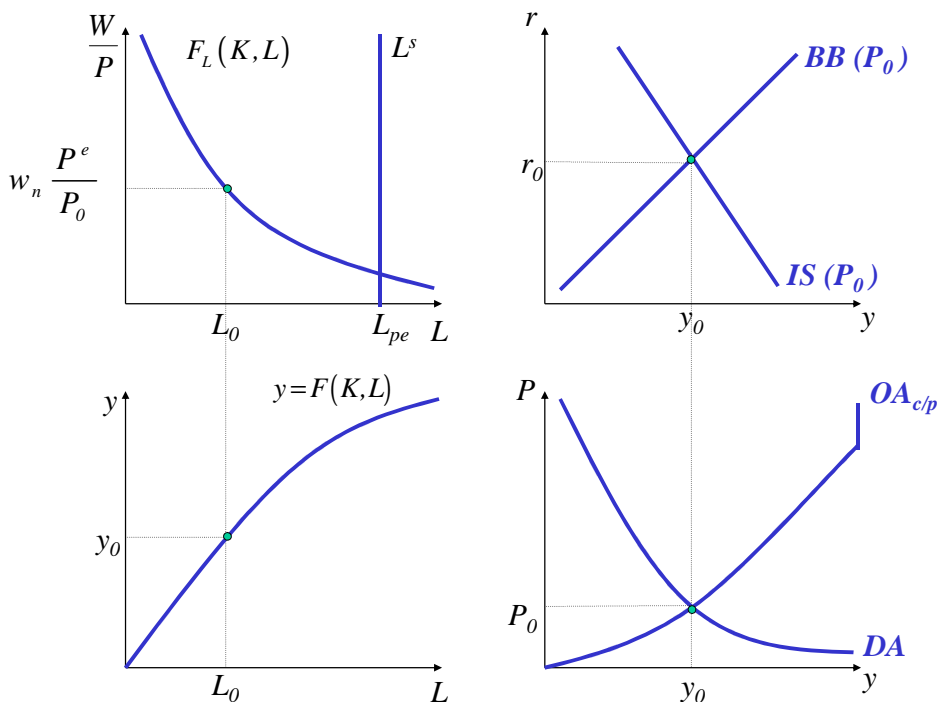 W/P
F_L(K,L)
L^s
w_n P^e/P_0
L_0
L_pe
L
r
BB (P_0)
r_0
IS (P_0)
y_0
y
y
y=F(K,L)
y_0
L_0
L
P
OA_c/p
P_0
DA
y_0
y